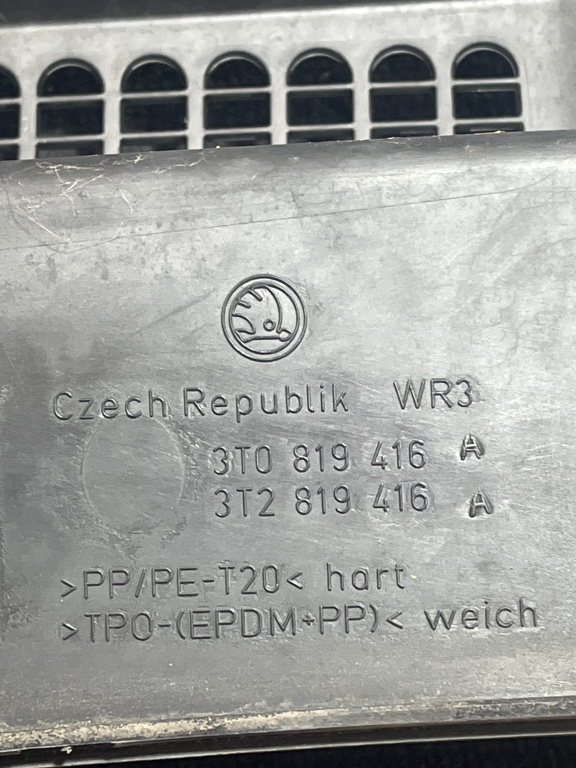 Czech Republik WR3
3T0 819 416 A
3T2 819 416 A
>PP/PE-T20< hart
>TPO-(EPDM+PP)< weich